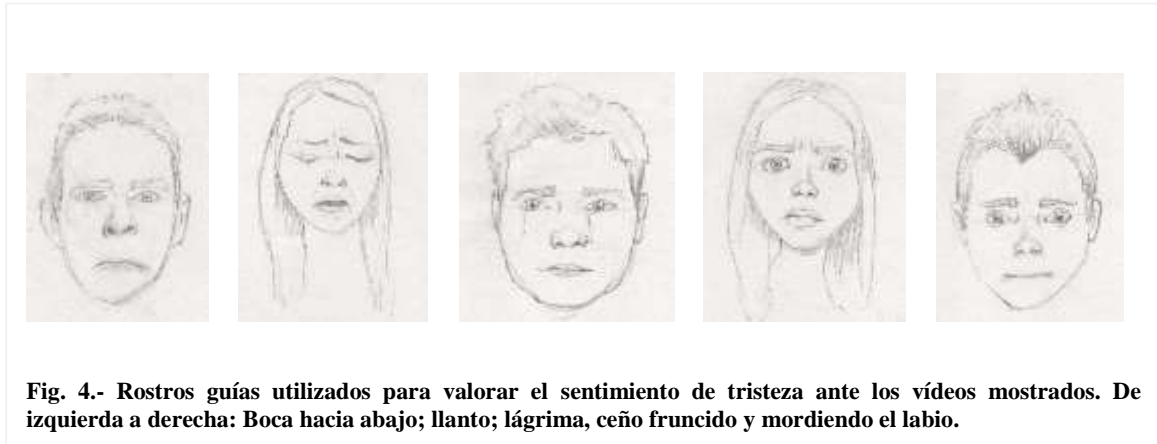 Fig. 4.- Rostros guías utilizados para valorar el sentimiento de tristeza ante los vídeos mostrados. De
izquierda a derecha: Boca hacia abajo; llanto; lágrima, ceño fruncido y mordiendo el labio.